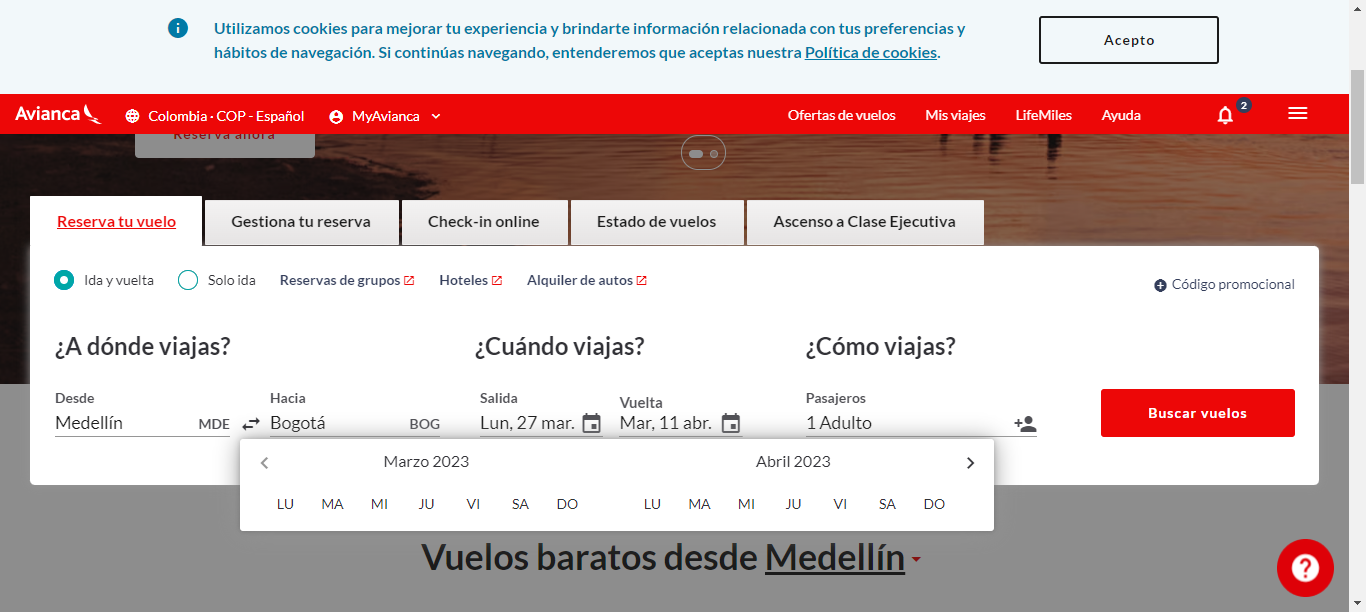 Utilizamos cookies para mejorar tu experiencia y brindarte información relacionada con tus preferencias y
hábitos de navegación. Si continúas navegando, entenderemos que aceptas nuestra Política de cookies.
Acepto
Avianca
Colombia · COP - Español
MyAvianca
Ofertas de vuelos
Mis viajes
LifeMiles
Ayuda
2
Reserva ahora
Reserva tu vuelo
Gestiona tu reserva
Check-in online
Estado de vuelos
Ascenso a Clase Ejecutiva
Ida y vuelta
Solo ida
Reservas de grupos
Hoteles
Alquiler de autos
Código promocional
¿A dónde viajas?
¿Cuándo viajas?
¿Cómo viajas?
Desde
Hacia
Salida
Vuelta
Pasajeros
Medellín MDE
Bogotá BOG
Lun, 27 mar.
Mar, 11 abr.
1 Adulto
Buscar vuelos
Marzo 2023
Abril 2023
LU MA MI JU VI SA DO
LU MA MI JU VI SA DO
Vuelos baratos desde Medellín